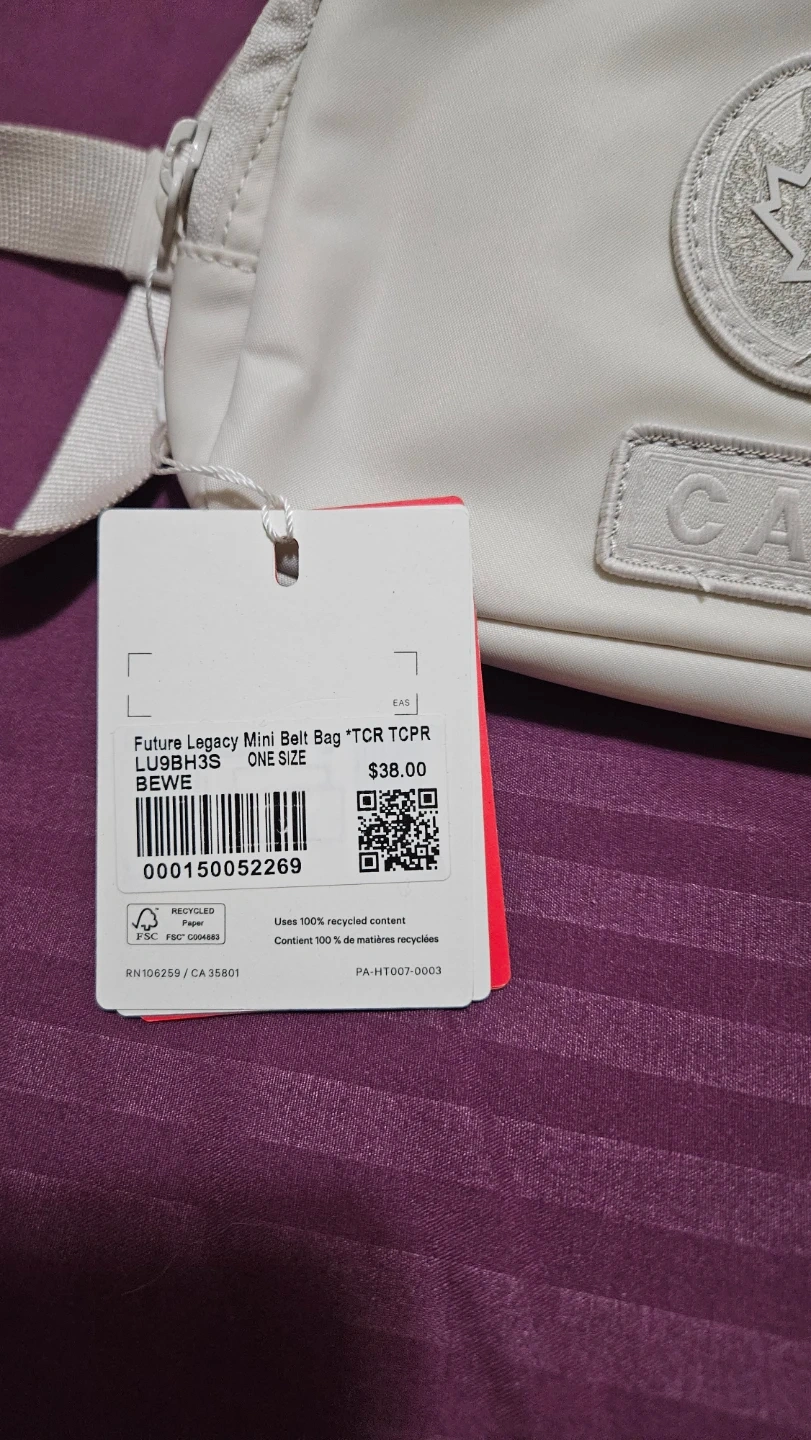 CA
EAS
Future Legacy Mini Belt Bag *TCR TCPR
LU9BH3S ONE SIZE
BEWE $38.00
000150052269
RECYCLED
Paper
FSC FSC™ C004683
Uses 100% recycled content
Contient 100 % de matières recyclées
RN106259 / CA 35801
PA-HT007-0003